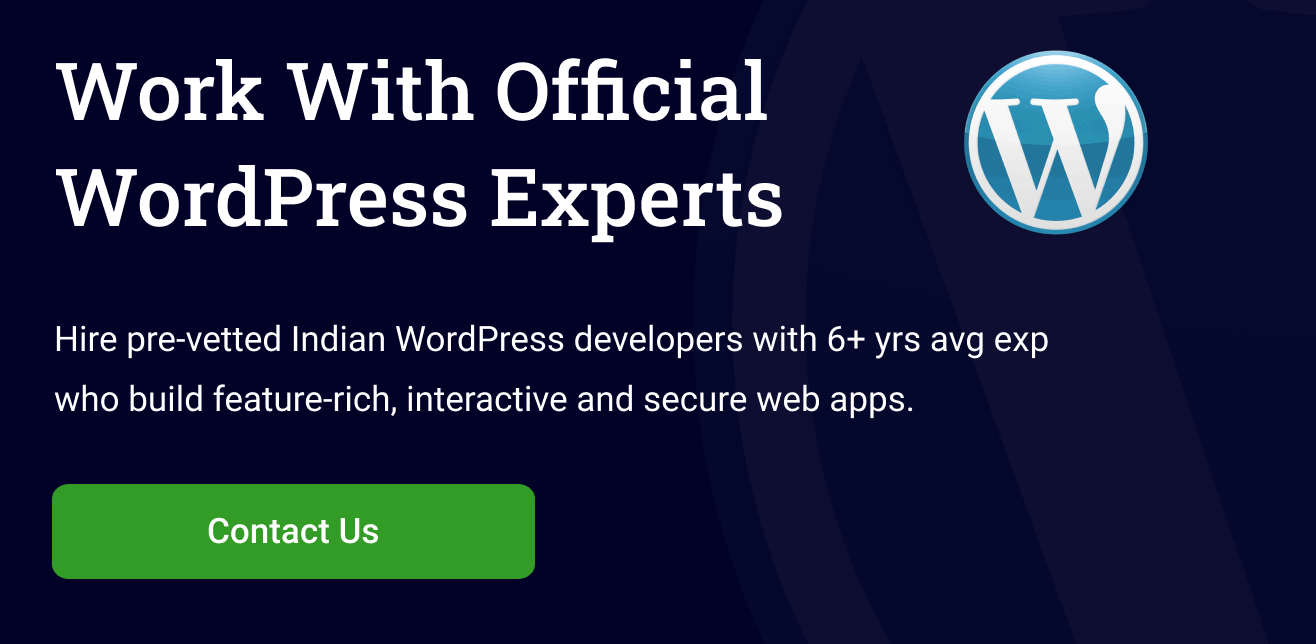 Work With Official
WordPress Experts
Hire pre-vetted Indian WordPress developers with 6+ yrs avg exp
who build feature-rich, interactive and secure web apps.
Contact Us